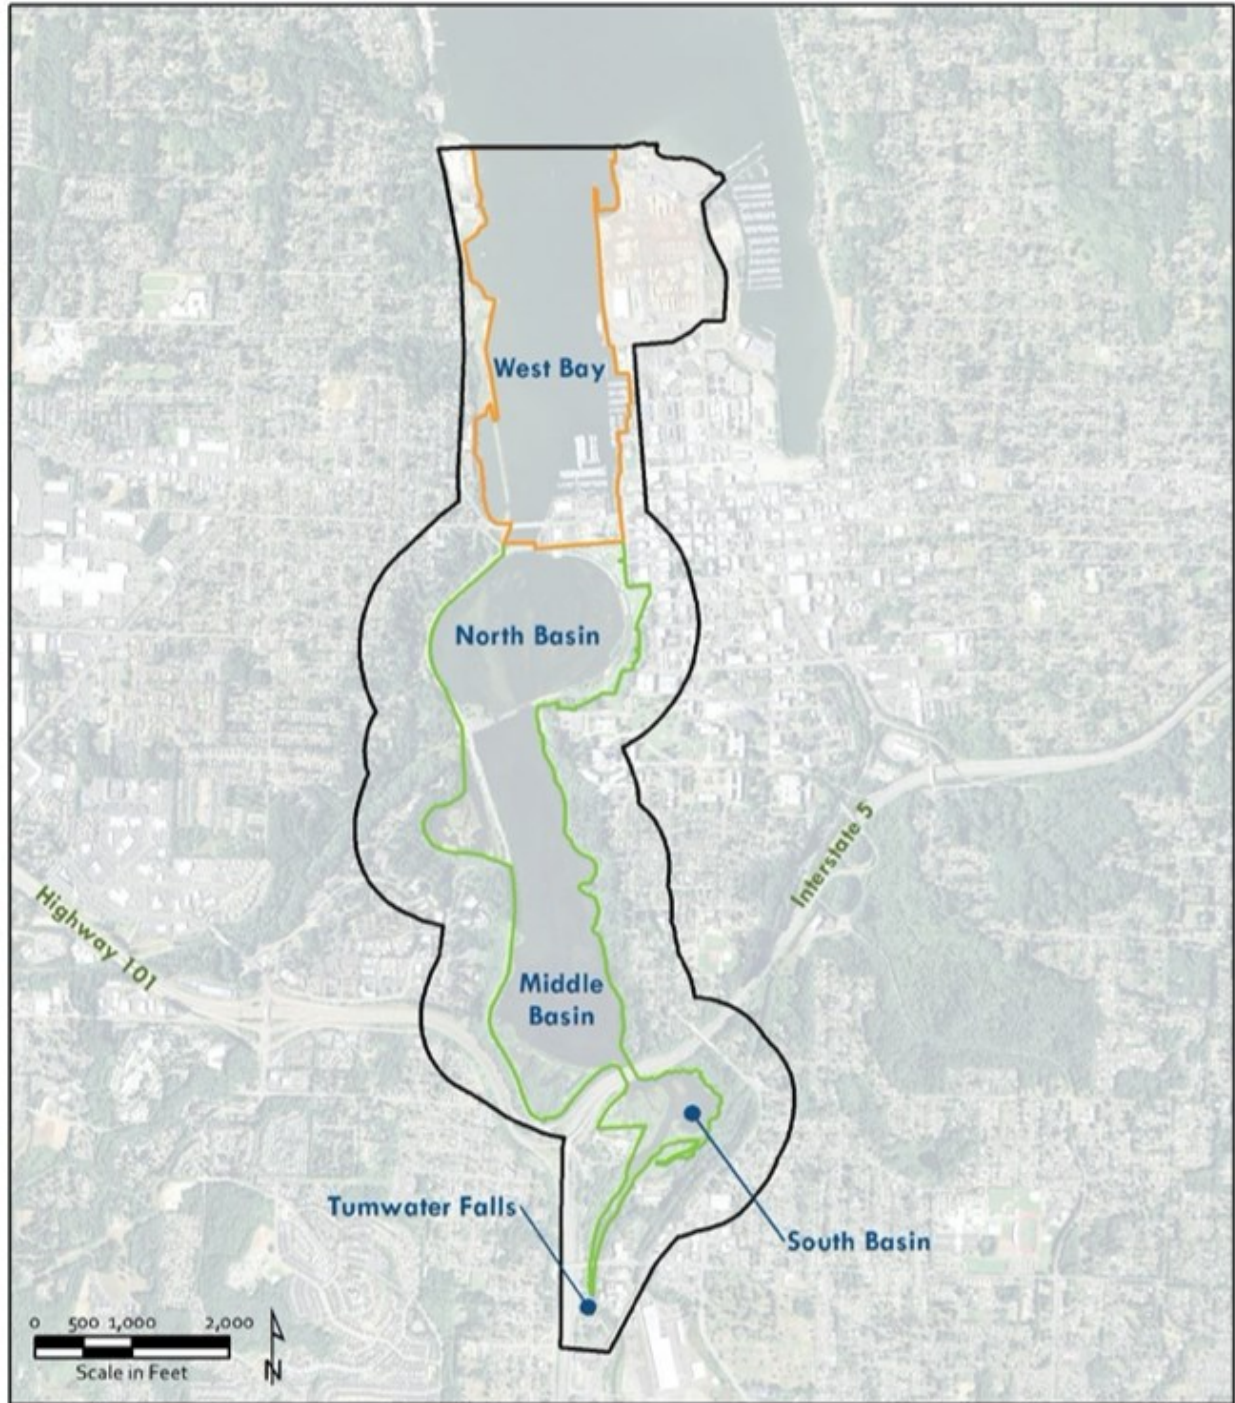 West Bay
North Basin
Interstate 5
Highway 101
Middle
Basin
Tumwater Falls
South Basin
0 500 1,000 2,000
Scale in Feet
N